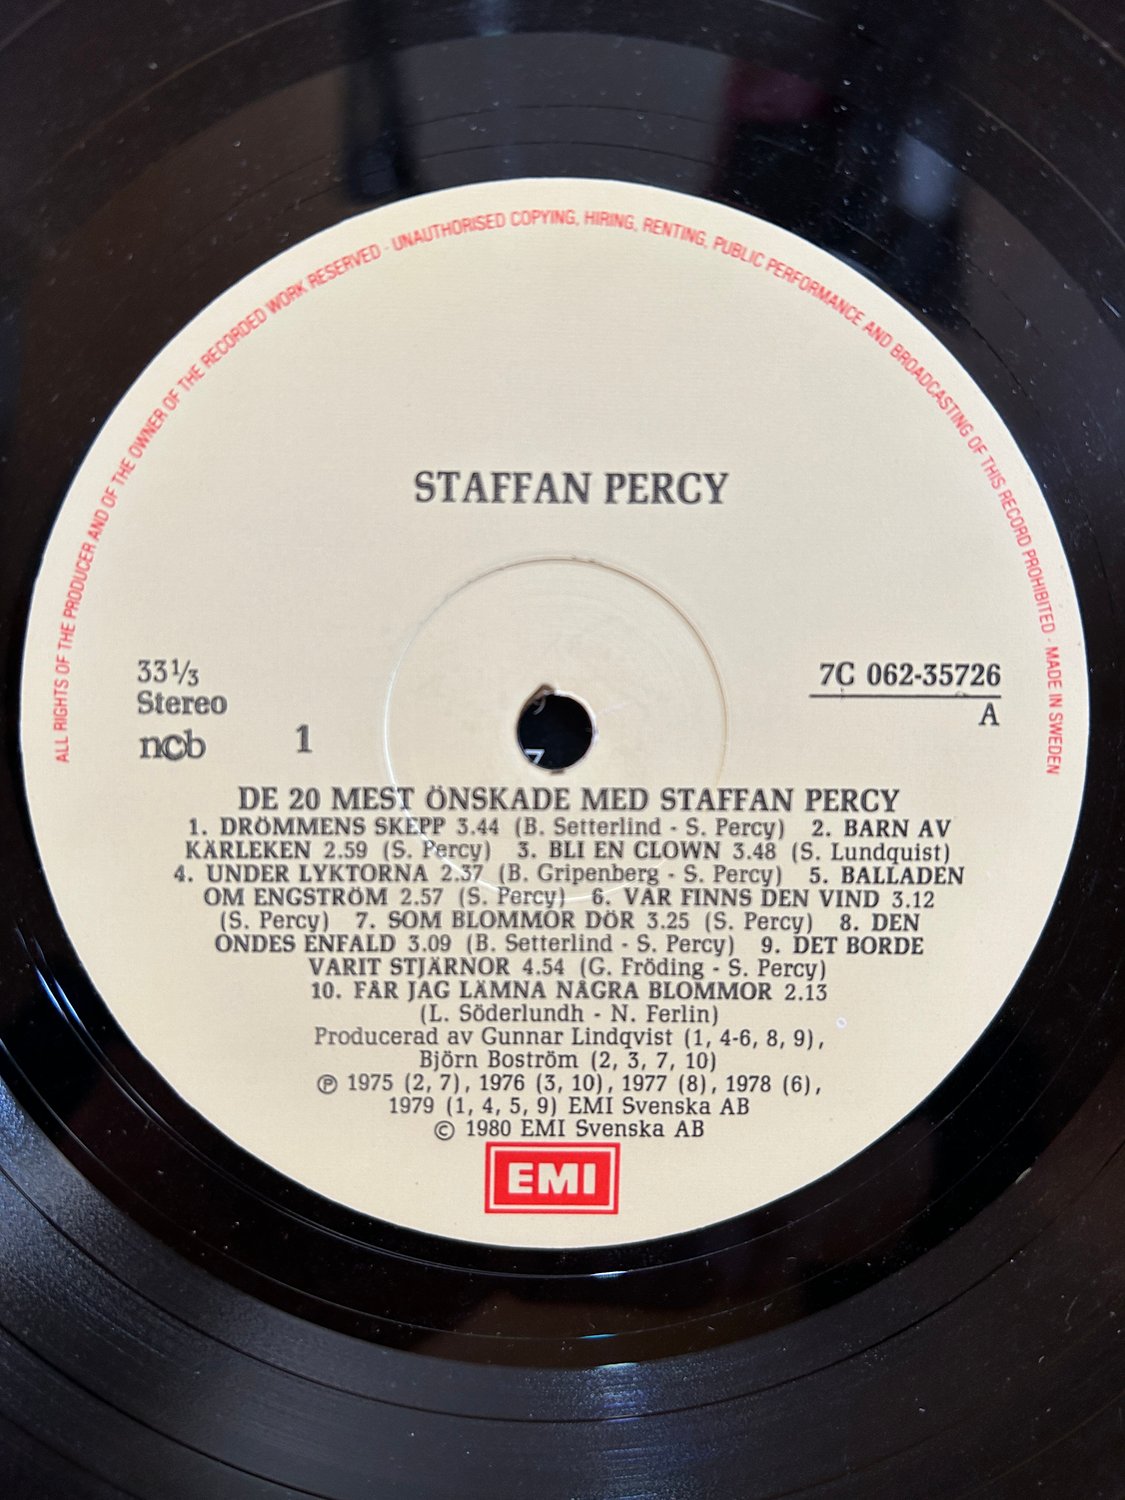 ALL RIGHTS OF THE PRODUCER AND OF THE OWNER OF THE RECORDED WORK RESERVED · UNAUTHORISED COPYING, HIRING, RENTING, PUBLIC PERFORMANCE AND BROADCASTING OF THIS RECORD PROHIBITED · MADE IN SWEDEN
STAFFAN PERCY
33⅓
Stereo
ncb
1
7C 062-35726
A
DE 20 MEST ÖNSKADE MED STAFFAN PERCY
1. DRÖMMENS SKEPP 3.44 (B. Setterlind - S. Percy) 2. BARN AV
KÄRLEKEN 2.59 (S. Percy) 3. BLI EN CLOWN 3.48 (S. Lundquist)
4. UNDER LYKTORNA 2.37 (B. Gripenberg - S. Percy) 5. BALLADEN
OM ENGSTRÖM 2.57 (S. Percy) 6. VAR FINNS DEN VIND 3.12
(S. Percy) 7. SOM BLOMMOR DÖR 3.25 (S. Percy) 8. DEN
ONDES ENFALD 3.09 (B. Setterlind - S. Percy) 9. DET BORDE
VARIT STJÄRNOR 4.54 (G. Fröding - S. Percy)
10. FÅR JAG LÄMNA NÅGRA BLOMMOR 2.13
(L. Söderlundh - N. Ferlin)
Producerad av Gunnar Lindqvist (1, 4-6, 8, 9),
Björn Boström (2, 3, 7, 10)
℗ 1975 (2, 7), 1976 (3, 10), 1977 (8), 1978 (6),
1979 (1, 4, 5, 9) EMI Svenska AB
© 1980 EMI Svenska AB
EMI